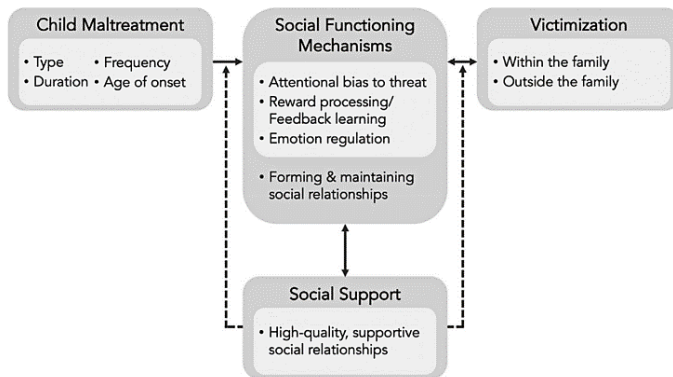 Child Maltreatment
• Type • Frequency
• Duration • Age of onset
Social Functioning
Mechanisms
• Attentional bias to threat
• Reward processing/
Feedback learning
• Emotion regulation
• Forming & maintaining
social relationships
Victimization
• Within the family
• Outside the family
Social Support
• High-quality, supportive
social relationships